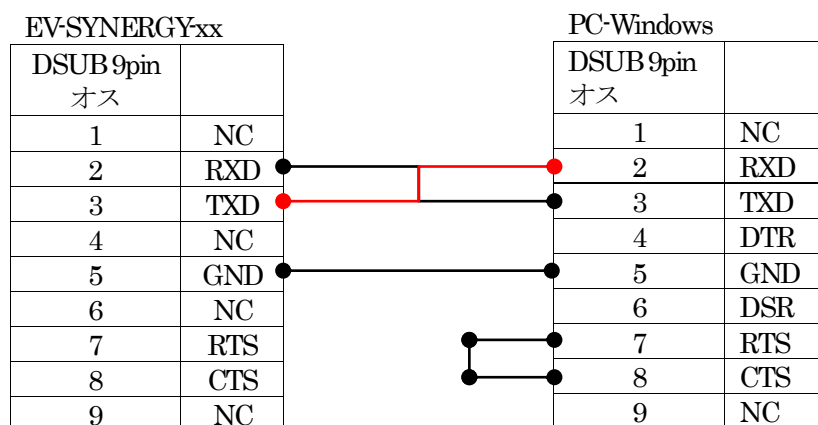 EV-SYNERGY-xx
DSUB 9pin
オス
1 NC
2 RXD
3 TXD
4 NC
5 GND
6 NC
7 RTS
8 CTS
9 NC
PC-Windows
DSUB 9pin
オス
1 NC
2 RXD
3 TXD
4 DTR
5 GND
6 DSR
7 RTS
8 CTS
9 NC